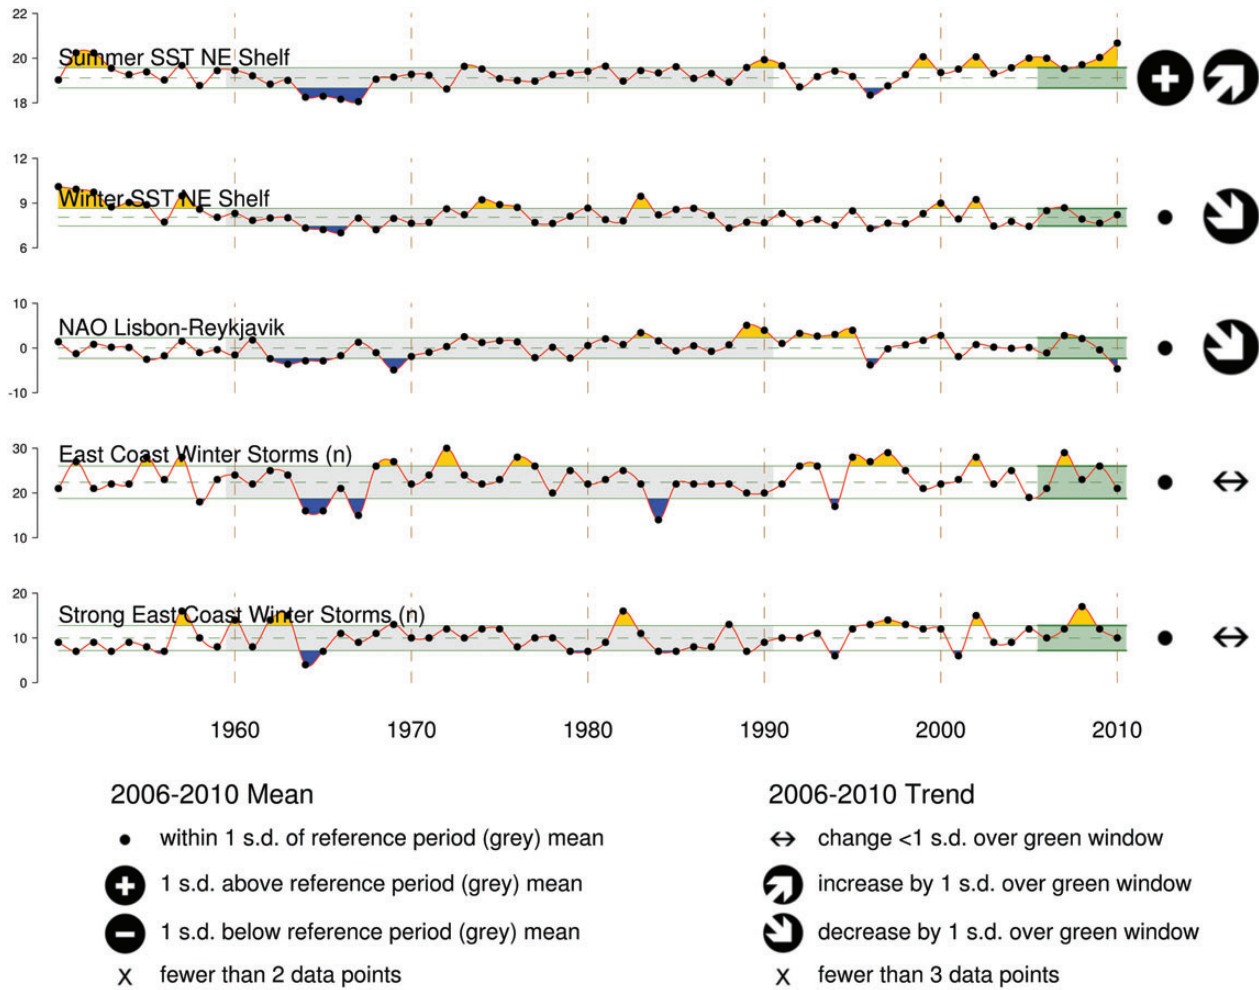 22
20
18
Summer SST NE Shelf
12
9
6
Winter SST NE Shelf
10
0
-10
NAO Lisbon-Reykjavik
30
20
10
East Coast Winter Storms (n)
20
10
0
Strong East Coast Winter Storms (n)
1960 1970 1980 1990 2000 2010
2006-2010 Mean
within 1 s.d. of reference period (grey) mean
1 s.d. above reference period (grey) mean
1 s.d. below reference period (grey) mean
X fewer than 2 data points
2006-2010 Trend
change <1 s.d. over green window
increase by 1 s.d. over green window
decrease by 1 s.d. over green window
X fewer than 3 data points